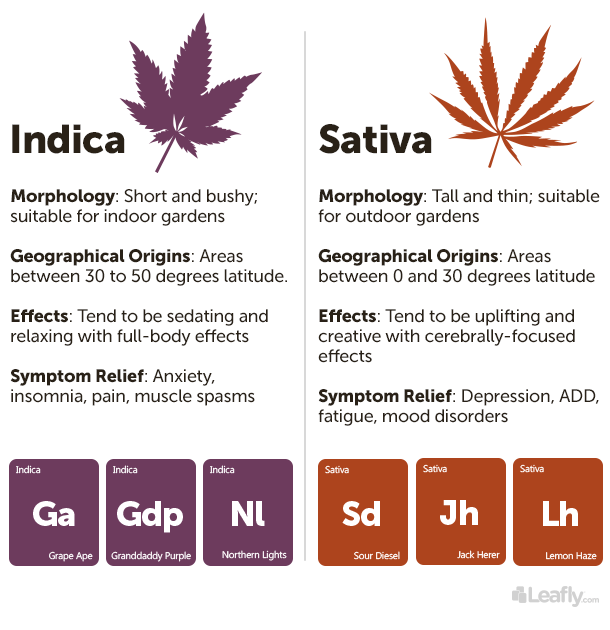 Indica
Morphology: Short and bushy;
suitable for indoor gardens
Geographical Origins: Areas
between 30 to 50 degrees latitude.
Effects: Tend to be sedating and
relaxing with full-body effects
Symptom Relief: Anxiety,
insomnia, pain, muscle spasms
Indica
Ga
Grape Ape
Indica
Gdp
Granddaddy Purple
Indica
Nl
Northern Lights
Sativa
Morphology: Tall and thin; suitable
for outdoor gardens
Geographical Origins: Areas
between 0 and 30 degrees latitude
Effects: Tend to be uplifting and
creative with cerebrally-focused
effects
Symptom Relief: Depression, ADD,
fatigue, mood disorders
Sativa
Sd
Sour Diesel
Sativa
Jh
Jack Herer
Sativa
Lh
Lemon Haze
Leafly.com